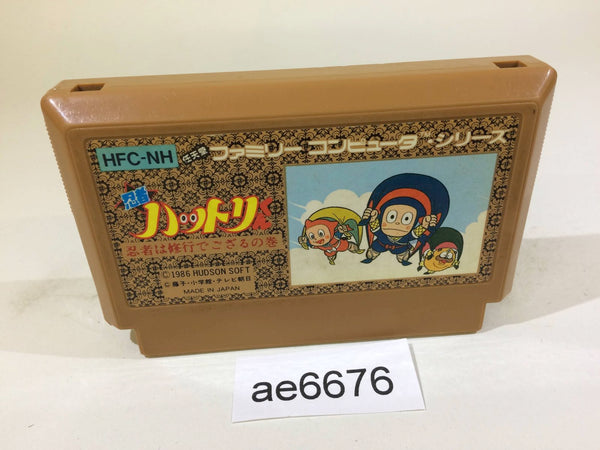 HFC-NH
任天堂 ファミリーコンピュータ™シリーズ
忍者
ハットリくん
忍者は修行でござるの巻
© 1986 HUDSON SOFT
© 藤子・小学館・テレビ朝日
MADE IN JAPAN
ae6676